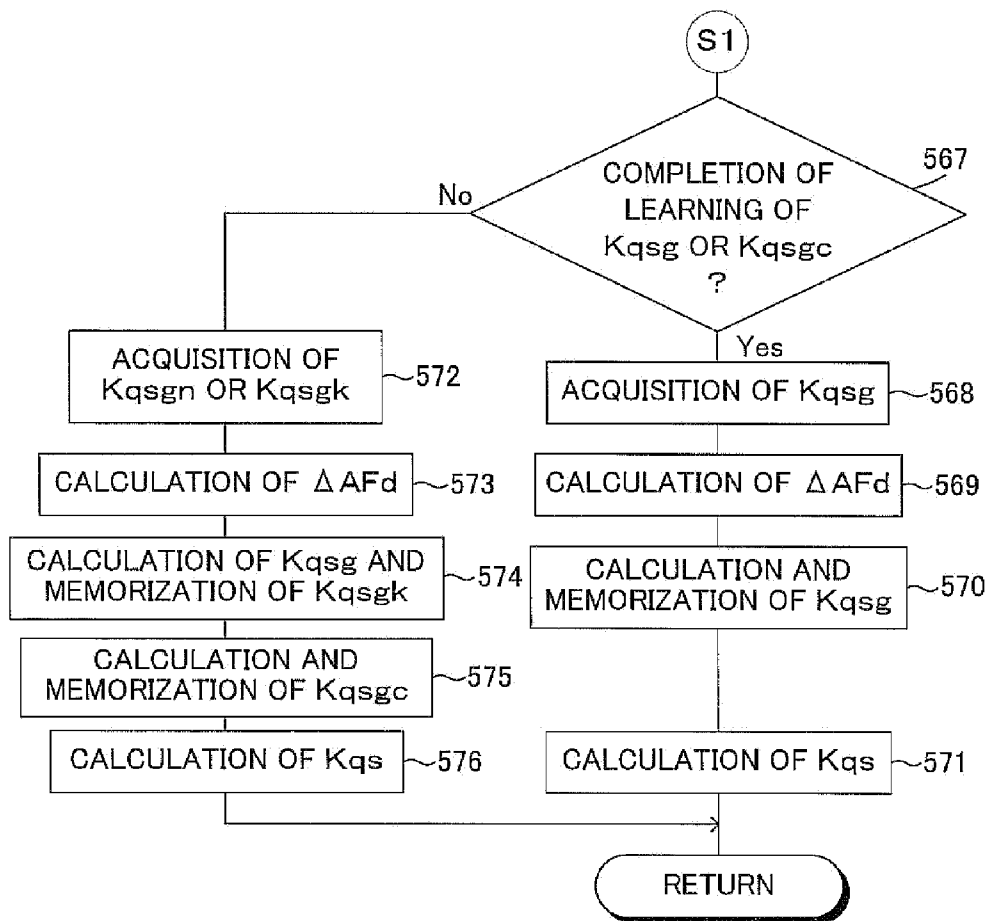 S1
COMPLETION OF
LEARNING OF
Kqsg OR Kqsgc
?
567
No
Yes
ACQUISITION OF
Kqsgn OR Kqsgk
572
ACQUISITION OF Kqsg
568
CALCULATION OF ΔAFd
573
CALCULATION OF ΔAFd
569
CALCULATION OF Kqsg AND
MEMORIZATION OF Kqsgk
574
CALCULATION AND
MEMORIZATION OF Kqsg
570
CALCULATION AND
MEMORIZATION OF Kqsgc
575
CALCULATION OF Kqs
576
CALCULATION OF Kqs
571
RETURN